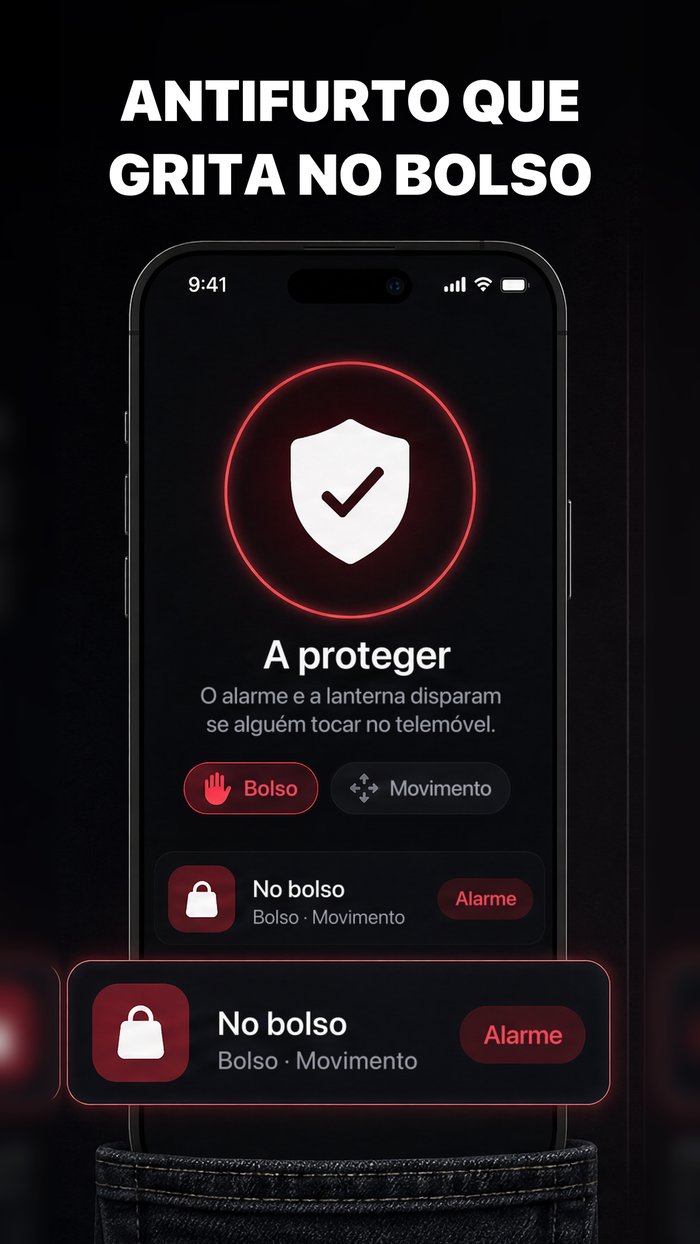 ANTIFURTO QUE
GRITA NO BOLSO
9:41
A proteger
O alarme e a lanterna disparam
se alguém tocar no telemóvel.
Bolso
Movimento
No bolso
Bolso · Movimento
Alarme
No bolso
Bolso · Movimento
Alarme